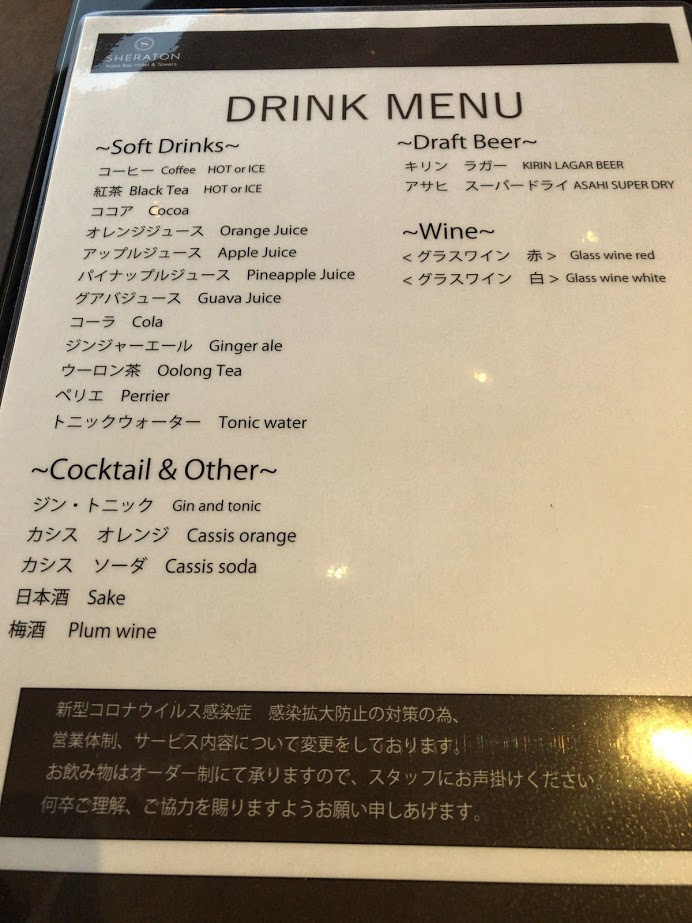 SHERATON
Kobe Bay Hotel & Towers
DRINK MENU
~Soft Drinks~
コーヒー Coffee HOT or ICE
紅茶 Black Tea HOT or ICE
ココア Cocoa
オレンジジュース Orange Juice
アップルジュース Apple Juice
パイナップルジュース Pineapple Juice
グアバジュース Guava Juice
コーラ Cola
ジンジャーエール Ginger ale
ウーロン茶 Oolong Tea
ペリエ Perrier
トニックウォーター Tonic water
~Cocktail & Other~
ジン・トニック Gin and tonic
カシス オレンジ Cassis orange
カシス ソーダ Cassis soda
日本酒 Sake
梅酒 Plum wine
~Draft Beer~
キリン ラガー KIRIN LAGAR BEER
アサヒ スーパードライ ASAHI SUPER DRY
~Wine~
< グラスワイン 赤 > Glass wine red
< グラスワイン 白 > Glass wine white
新型コロナウイルス感染症 感染拡大防止の対策の為、
営業体制、サービス内容について変更をしております。
お飲み物はオーダー制にて承りますので、スタッフにお声掛けください。
何卒ご理解、ご協力を賜りますようお願い申しあげます。